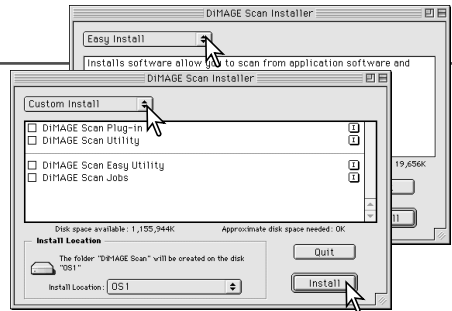 DiMAGE Scan Installer
Easy Install
Installs software allow you to scan from application software and
DiMAGE Scan Installer
Custom Install
DiMAGE Scan Plug-in
DiMAGE Scan Utility
DiMAGE Scan Easy Utility
DiMAGE Scan Jobs
19,656K
Disk space available : 1,155,944K
Approximate disk space needed : 0K
Install Location
The folder "DiMAGE Scan" will be created on the disk
"OS1"
Install Location : OS1
Quit
Install